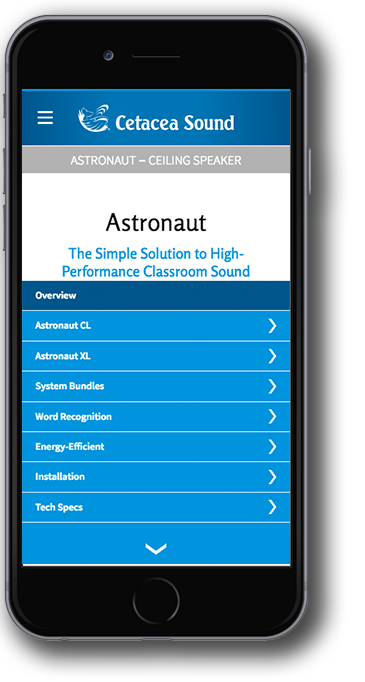 Cetacea Sound
ASTRONAUT – CEILING SPEAKER
Astronaut
The Simple Solution to High-
Performance Classroom Sound
Overview
Astronaut CL
Astronaut XL
System Bundles
Word Recognition
Energy-Efficient
Installation
Tech Specs